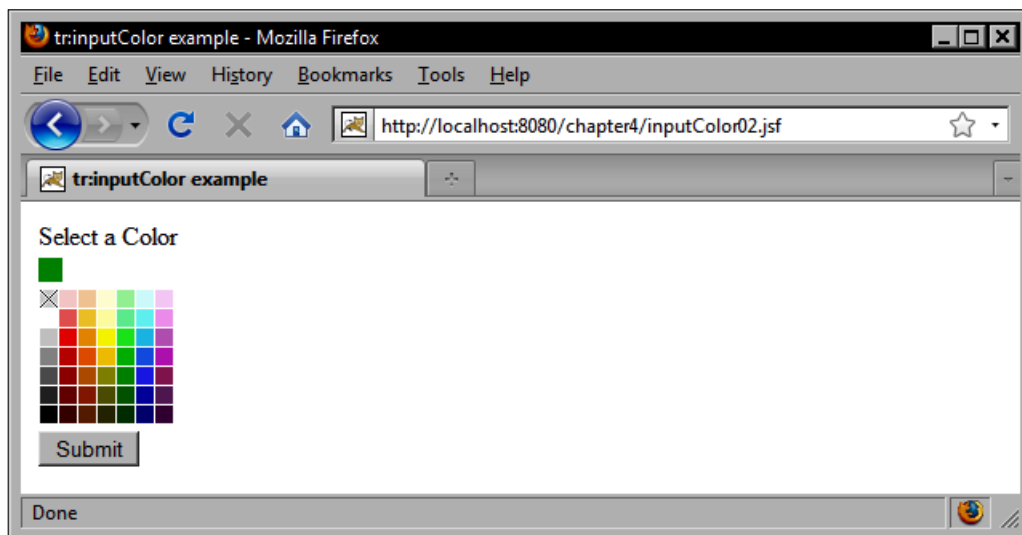 tr:inputColor example - Mozilla Firefox
File Edit View History Bookmarks Tools Help
http://localhost:8080/chapter4/inputColor02.jsf
tr:inputColor example
Select a Color
Submit
Done